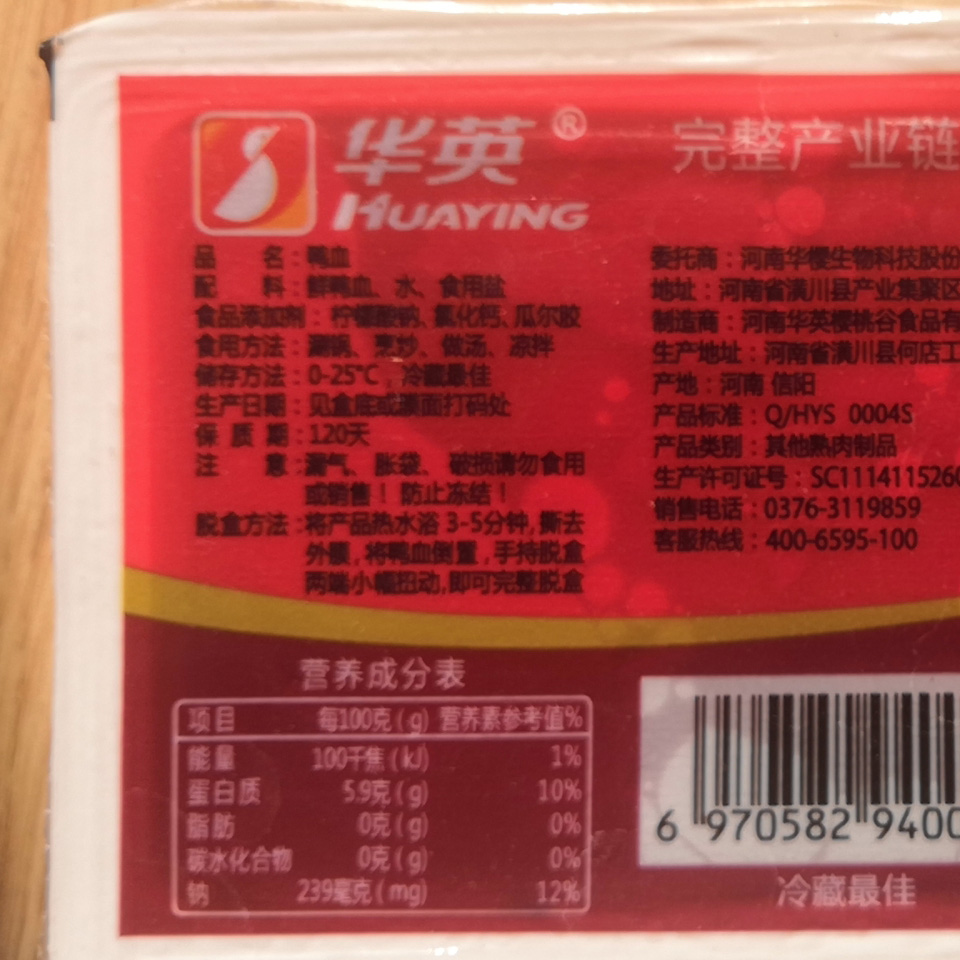 华英 ®
HUAYING
完整产业链
品 名：鸭血
配 料：鲜鸭血、水、食用盐
食品添加剂：柠檬酸钠、氯化钙、瓜尔胶
食用方法：涮锅、烹炒、做汤、凉拌
储存方法：0-25℃，冷藏最佳
生产日期：见盒底或膜面打码处
保 质 期：120天
注 意：漏气、胀袋、破损请勿食用
或销售！防止冻结！
脱盒方法：将产品热水浴3-5分钟,撕去
外膜,将鸭血倒置,手持脱盒
两端小幅扭动,即可完整脱盒
委托商：河南华樱生物科技股份
地址：河南省潢川县产业集聚区
制造商：河南华英樱桃谷食品有
生产地址：河南省潢川县何店工
产地：河南 信阳
产品标准：Q/HYS 0004S
产品类别：其他熟肉制品
生产许可证号：SC1114115260
销售电话：0376-3119859
客服热线：400-6595-100
营养成分表
项目 每100克(g) 营养素参考值%
能量 100千焦(kJ) 1%
蛋白质 5.9克(g) 10%
脂肪 0克(g) 0%
碳水化合物 0克(g) 0%
钠 239毫克(mg) 12%
6 970582 9400
冷藏最佳